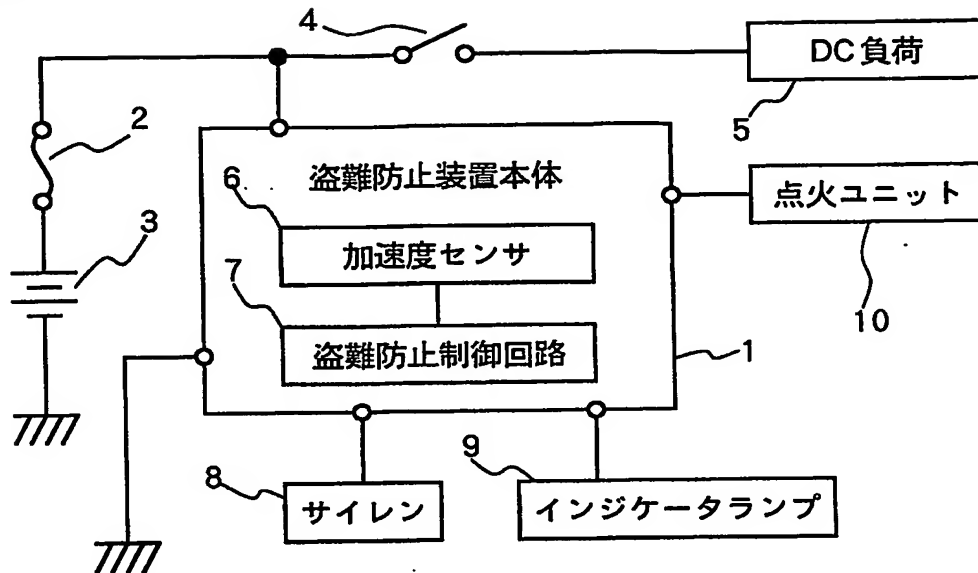 4
DC負荷
2
5
6
盗難防止装置本体
点火ユニット
3
加速度センサ
7
10
盗難防止制御回路
1
8
9
サイレン
インジケータランプ